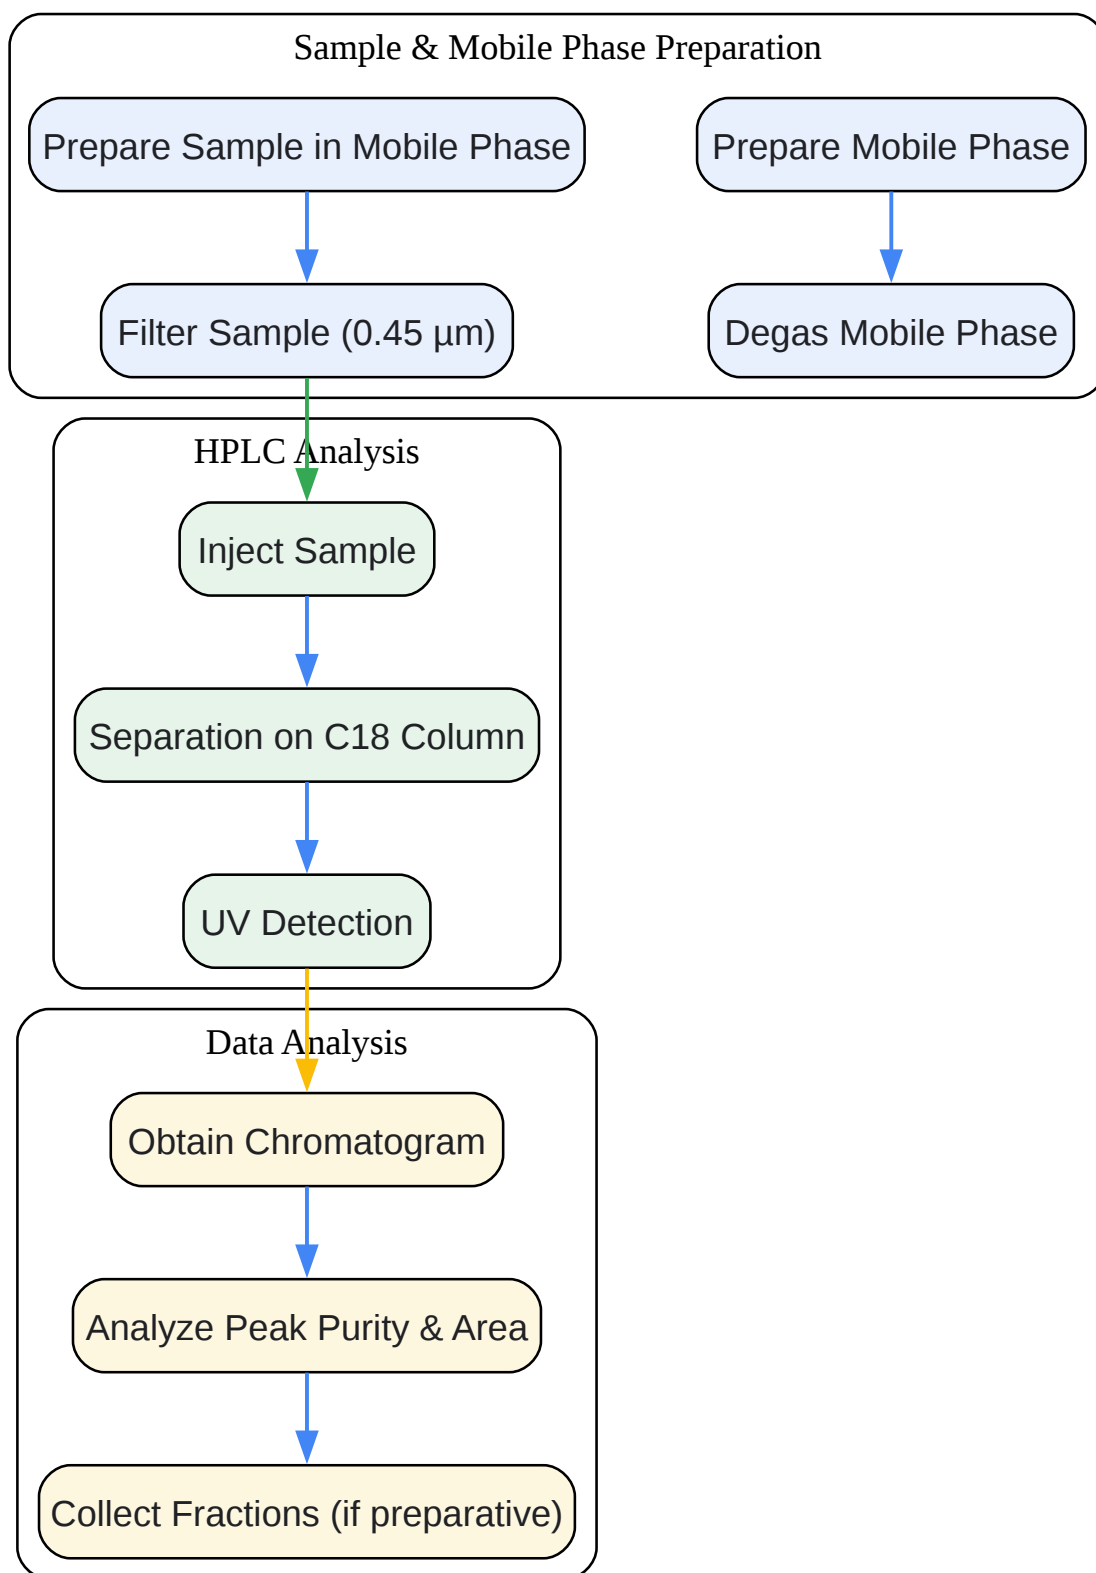 Sample & Mobile Phase Preparation
Prepare Sample in Mobile Phase
Prepare Mobile Phase
Filter Sample (0.45 µm)
Degas Mobile Phase
HPLC Analysis
Inject Sample
Separation on C18 Column
UV Detection
Data Analysis
Obtain Chromatogram
Analyze Peak Purity & Area
Collect Fractions (if preparative)